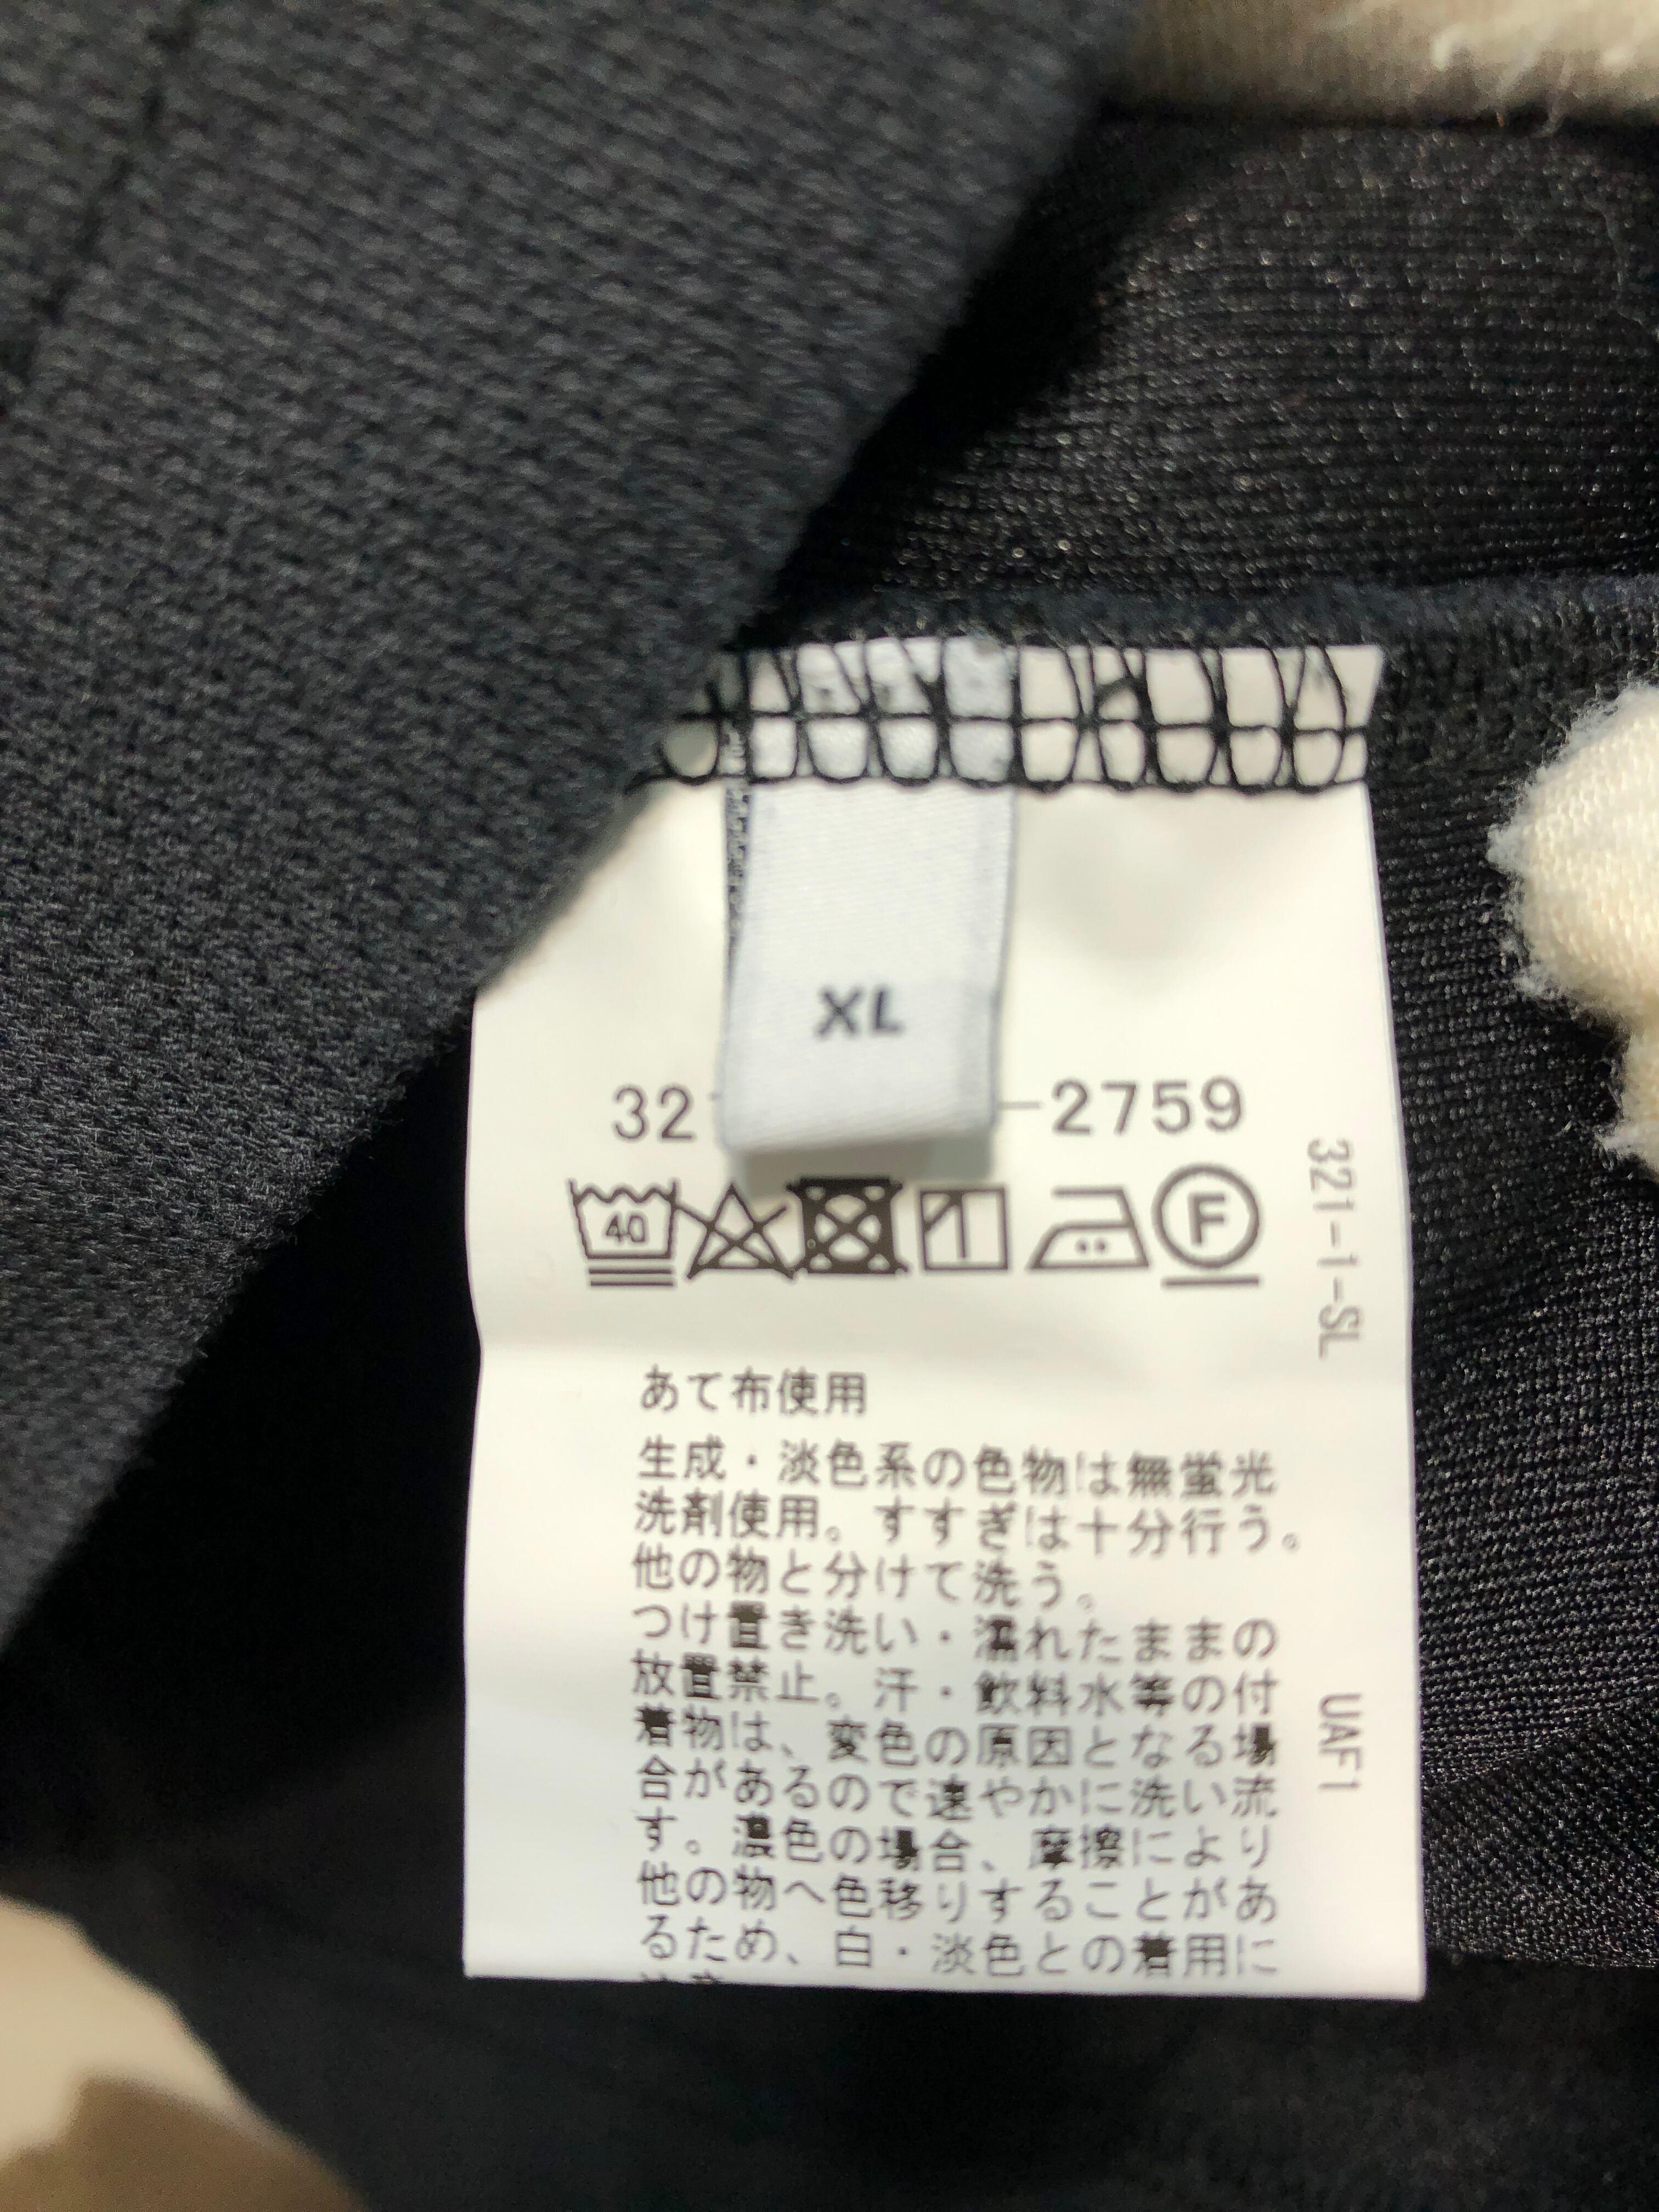 XL
32
-2759
40
F
321-1-SL
あて布使用
生成・淡色系の色物は無蛍光
洗剤使用。すすぎは十分行う。
他の物と分けて洗う。
つけ置き洗い・濡れたままの
放置禁止。汗・飲料水等の付
着物は、変色の原因となる場
合があるので速やかに洗い流
す。濃色の場合、摩擦により
他の物へ色移りすることがあ
るため、白・淡色との着用に
UAF1